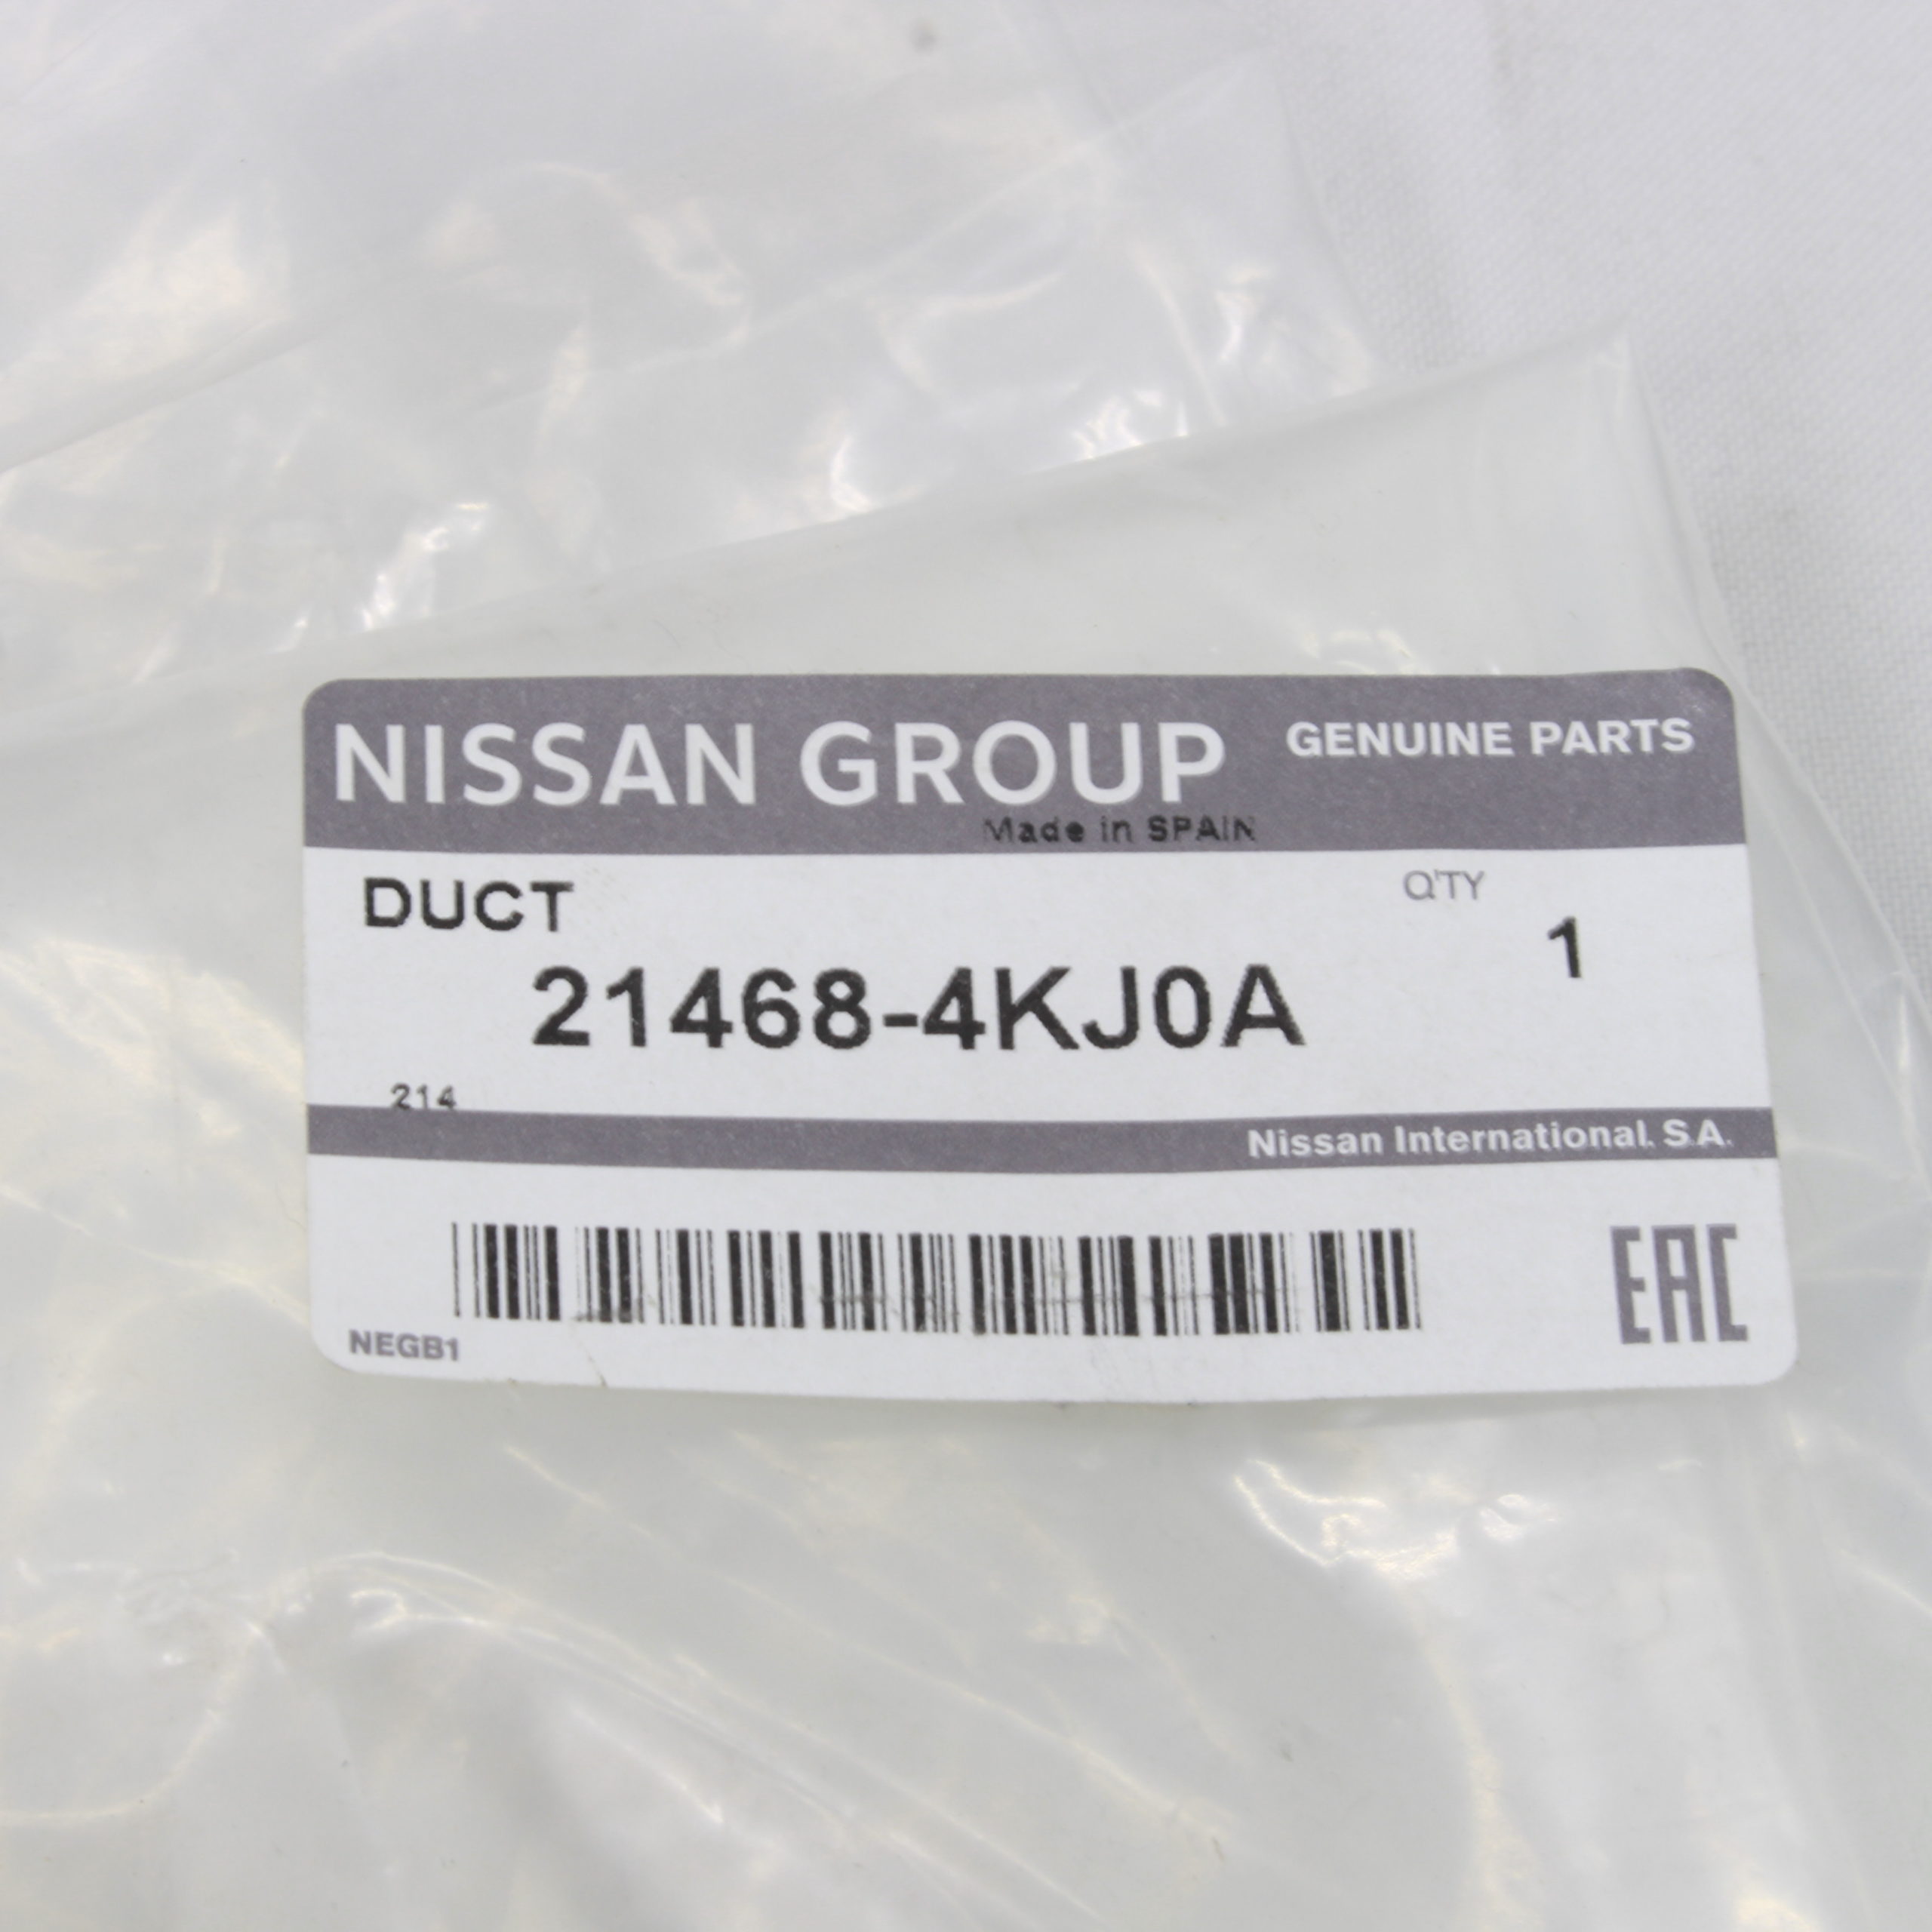 NISSAN GROUP GENUINE PARTS
Made in SPAIN
DUCT Q'TY
1
21468-4KJ0A
214
Nissan International. S.A.
EAC
NEGB1